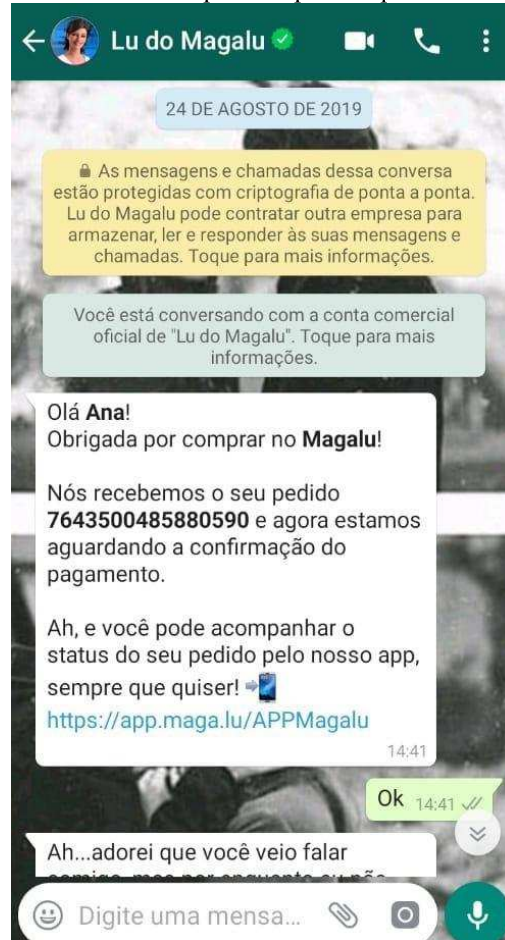 Lu do Magalu
24 DE AGOSTO DE 2019
As mensagens e chamadas dessa conversa
estão protegidas com criptografia de ponta a ponta.
Lu do Magalu pode contratar outra empresa para
armazenar, ler e responder às suas mensagens e
chamadas. Toque para mais informações.
Você está conversando com a conta comercial
oficial de "Lu do Magalu". Toque para mais
informações.
Olá Ana!
Obrigada por comprar no Magalu!
Nós recebemos o seu pedido
7643500485880590 e agora estamos
aguardando a confirmação do
pagamento.
Ah, e você pode acompanhar o
status do seu pedido pelo nosso app,
sempre que quiser!
https://app.maga.lu/APPMagalu
14:41
Ok 14:41
Ah...adorei que você veio falar
Digite uma mensa...